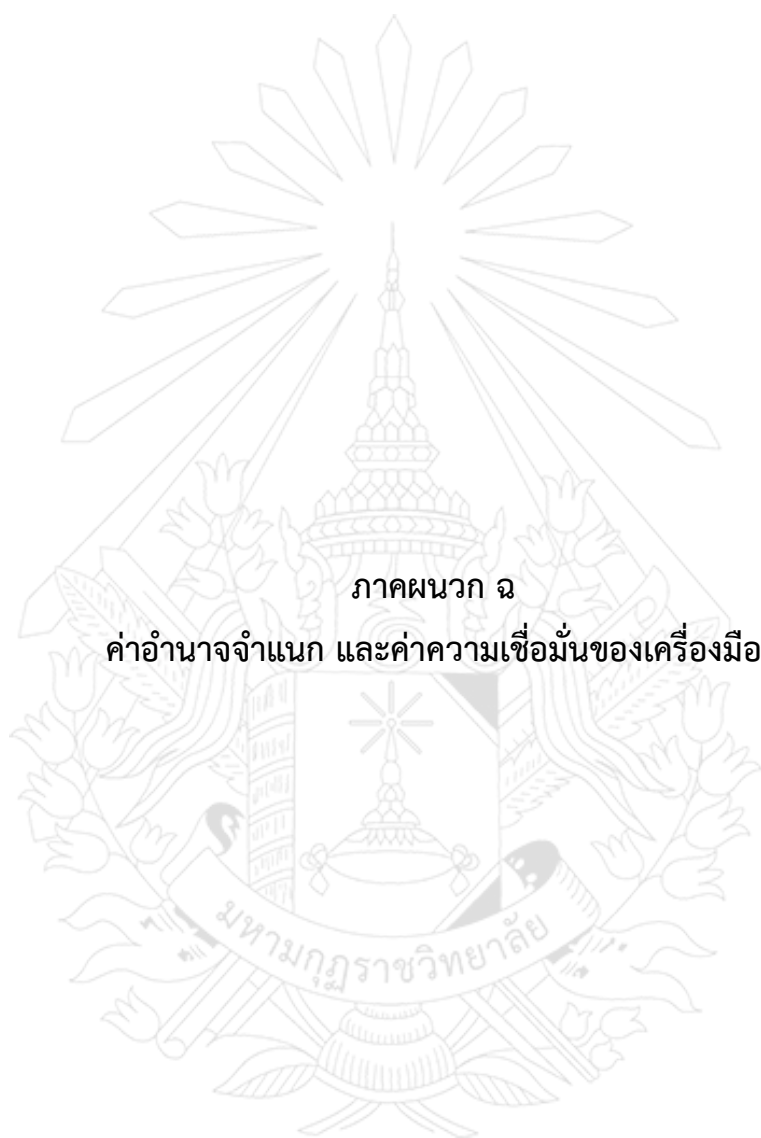 ภาคผนวก ฉ
ค่าอำนาจจำแนก และค่าความเชื่อมั่นของเครื่องมือ
มหามกุฏราชวิทยาลัย